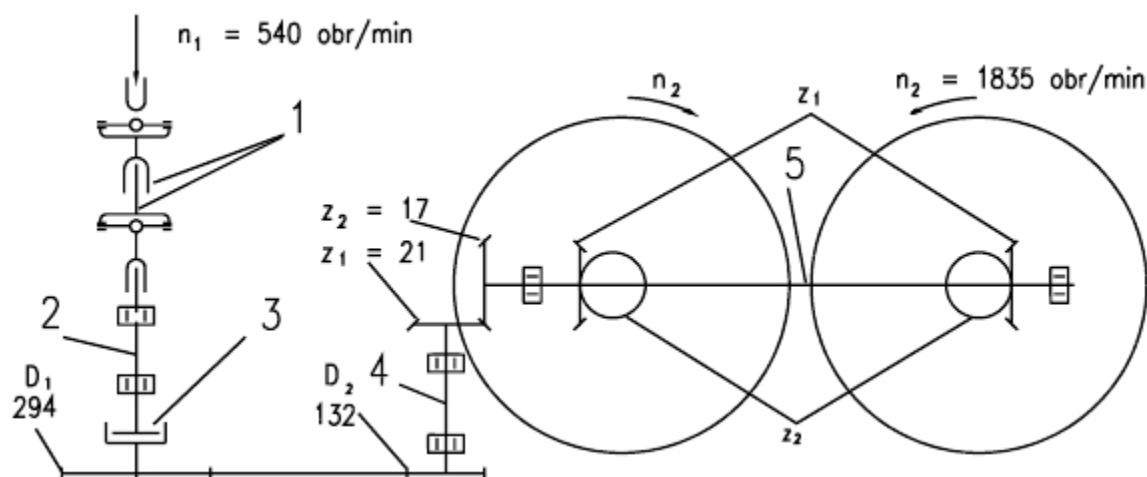 n₁ = 540 obr/min
1
n₂
z₁
n₂ = 1835 obr/min
5
z₂ = 17
z₁ = 21
2
3
D₁
294
D₂
132
4
z₂